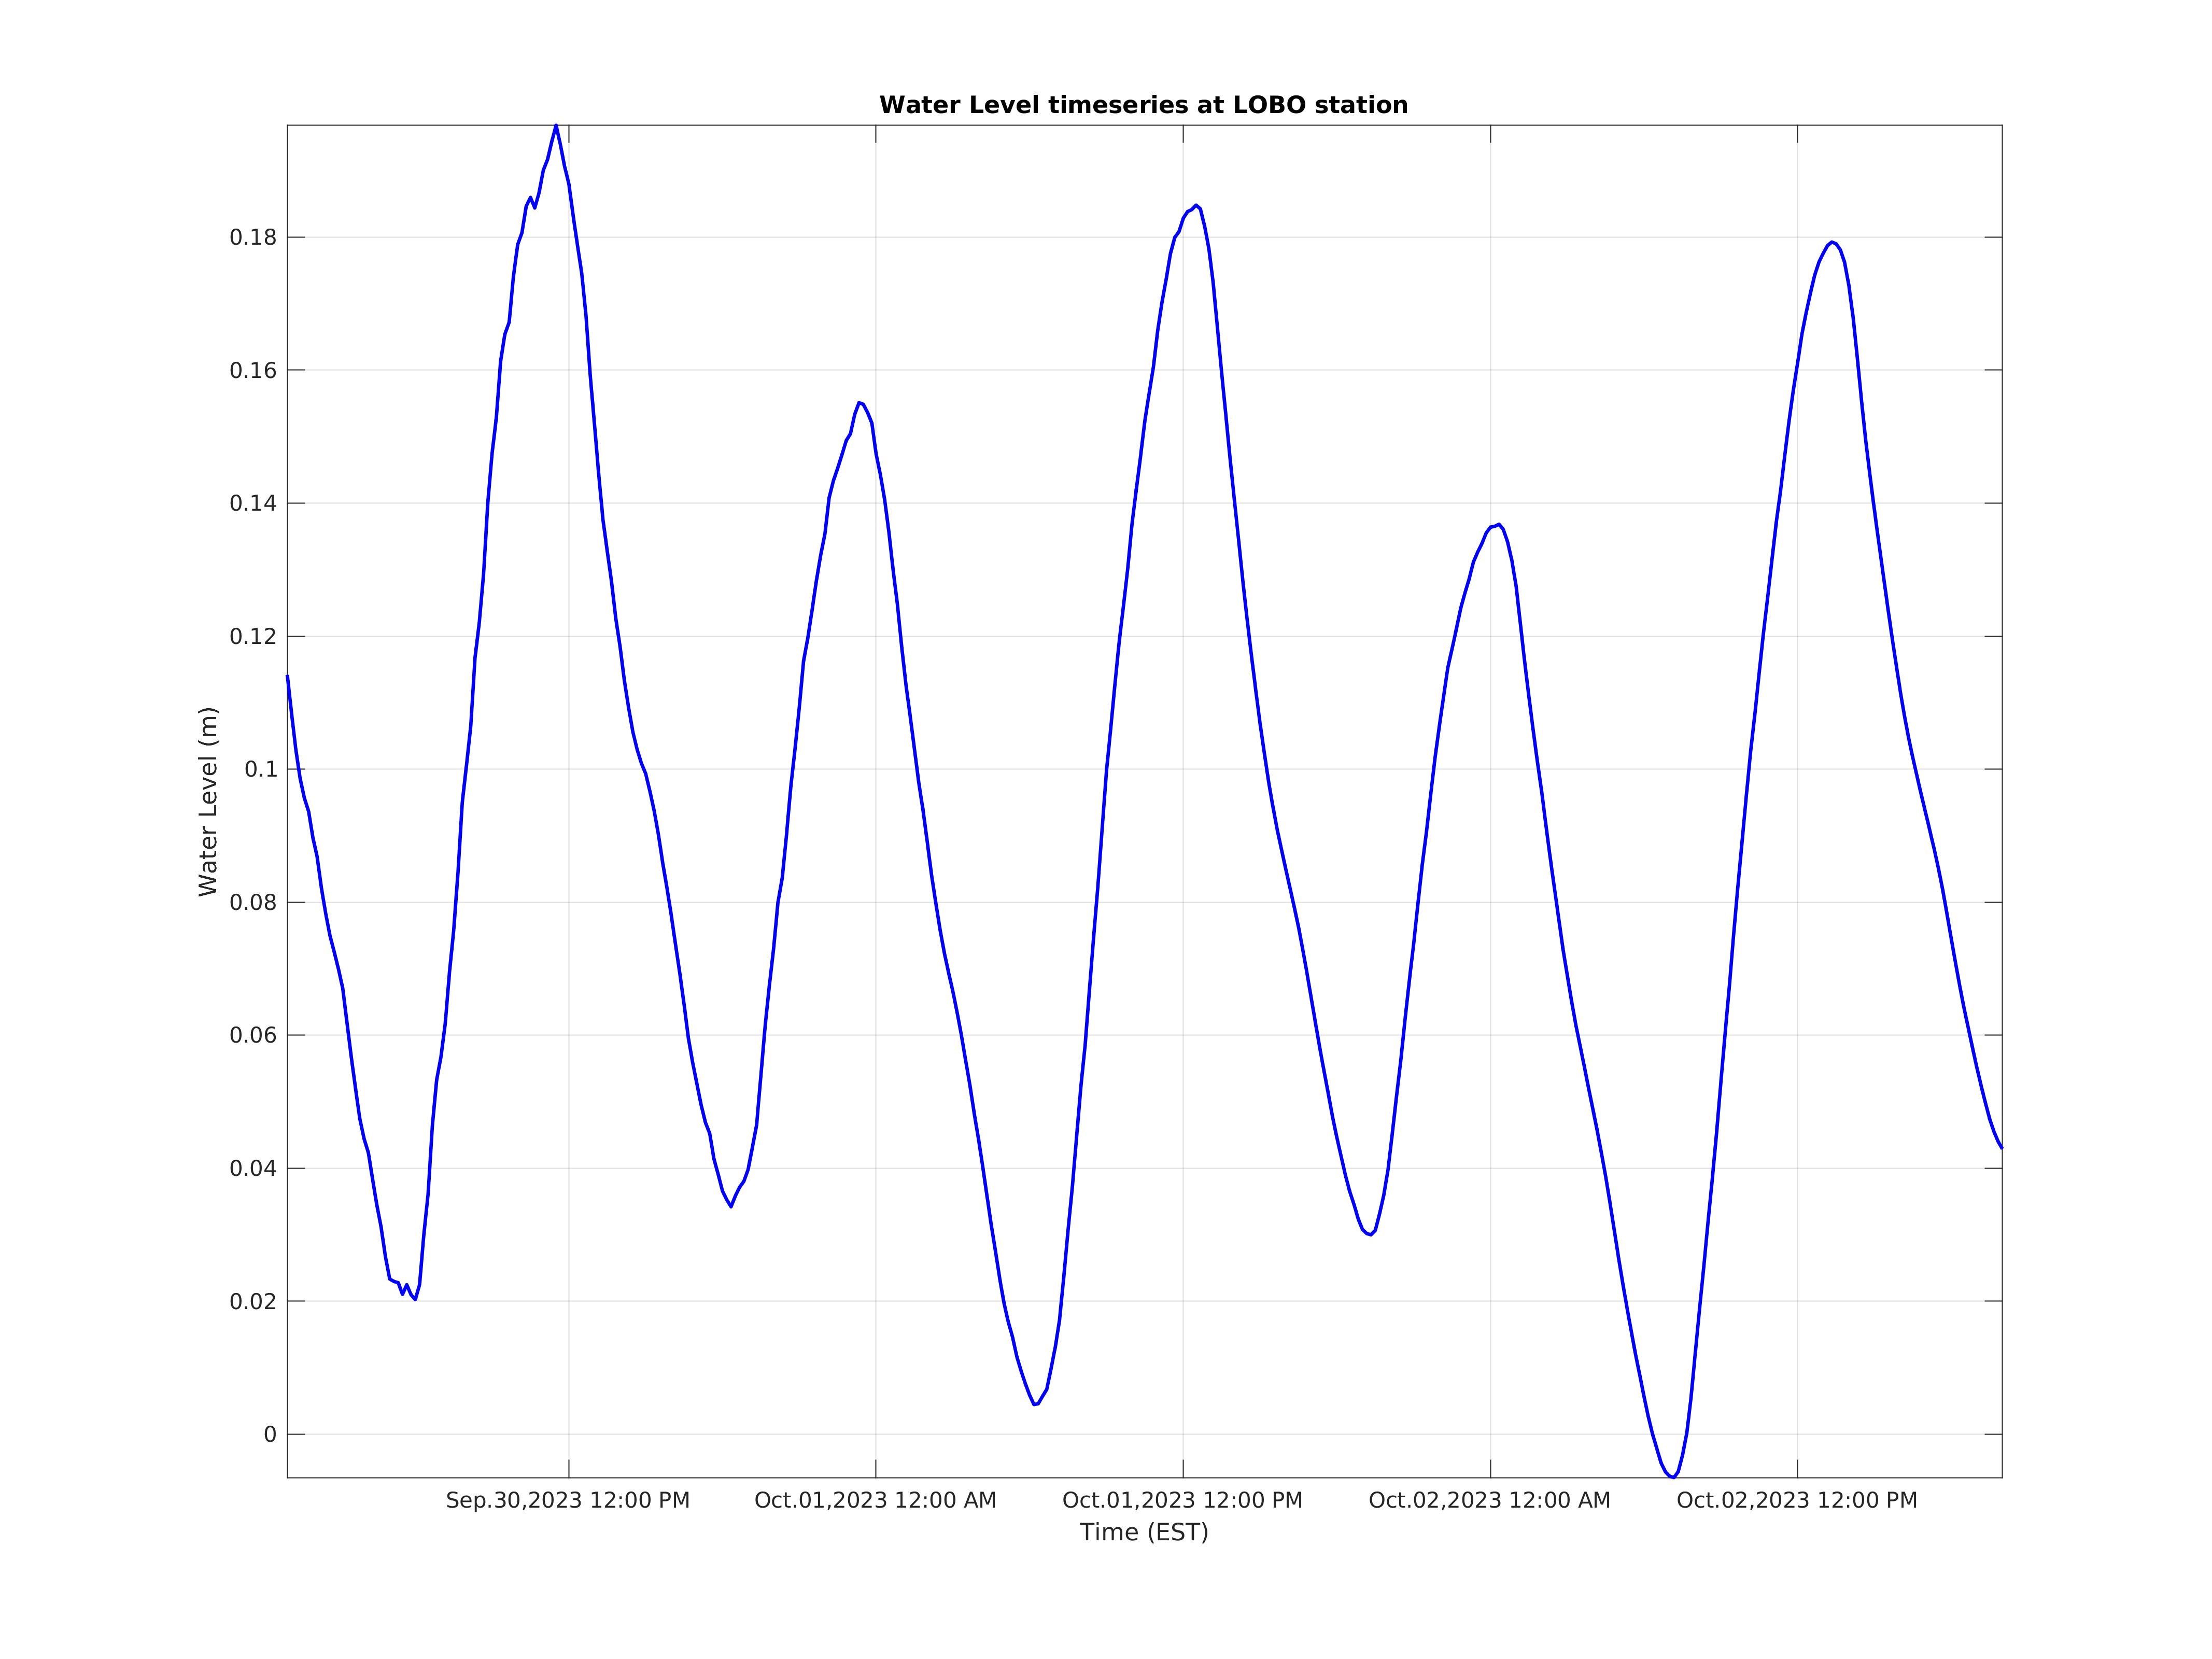 Water Level timeseries at LOBO station
0.18
0.16
0.14
0.12
0.1
0.08
0.06
0.04
0.02
0
Water Level (m)
Sep.30,2023 12:00 PM
Oct.01,2023 12:00 AM
Oct.01,2023 12:00 PM
Oct.02,2023 12:00 AM
Oct.02,2023 12:00 PM
Time (EST)